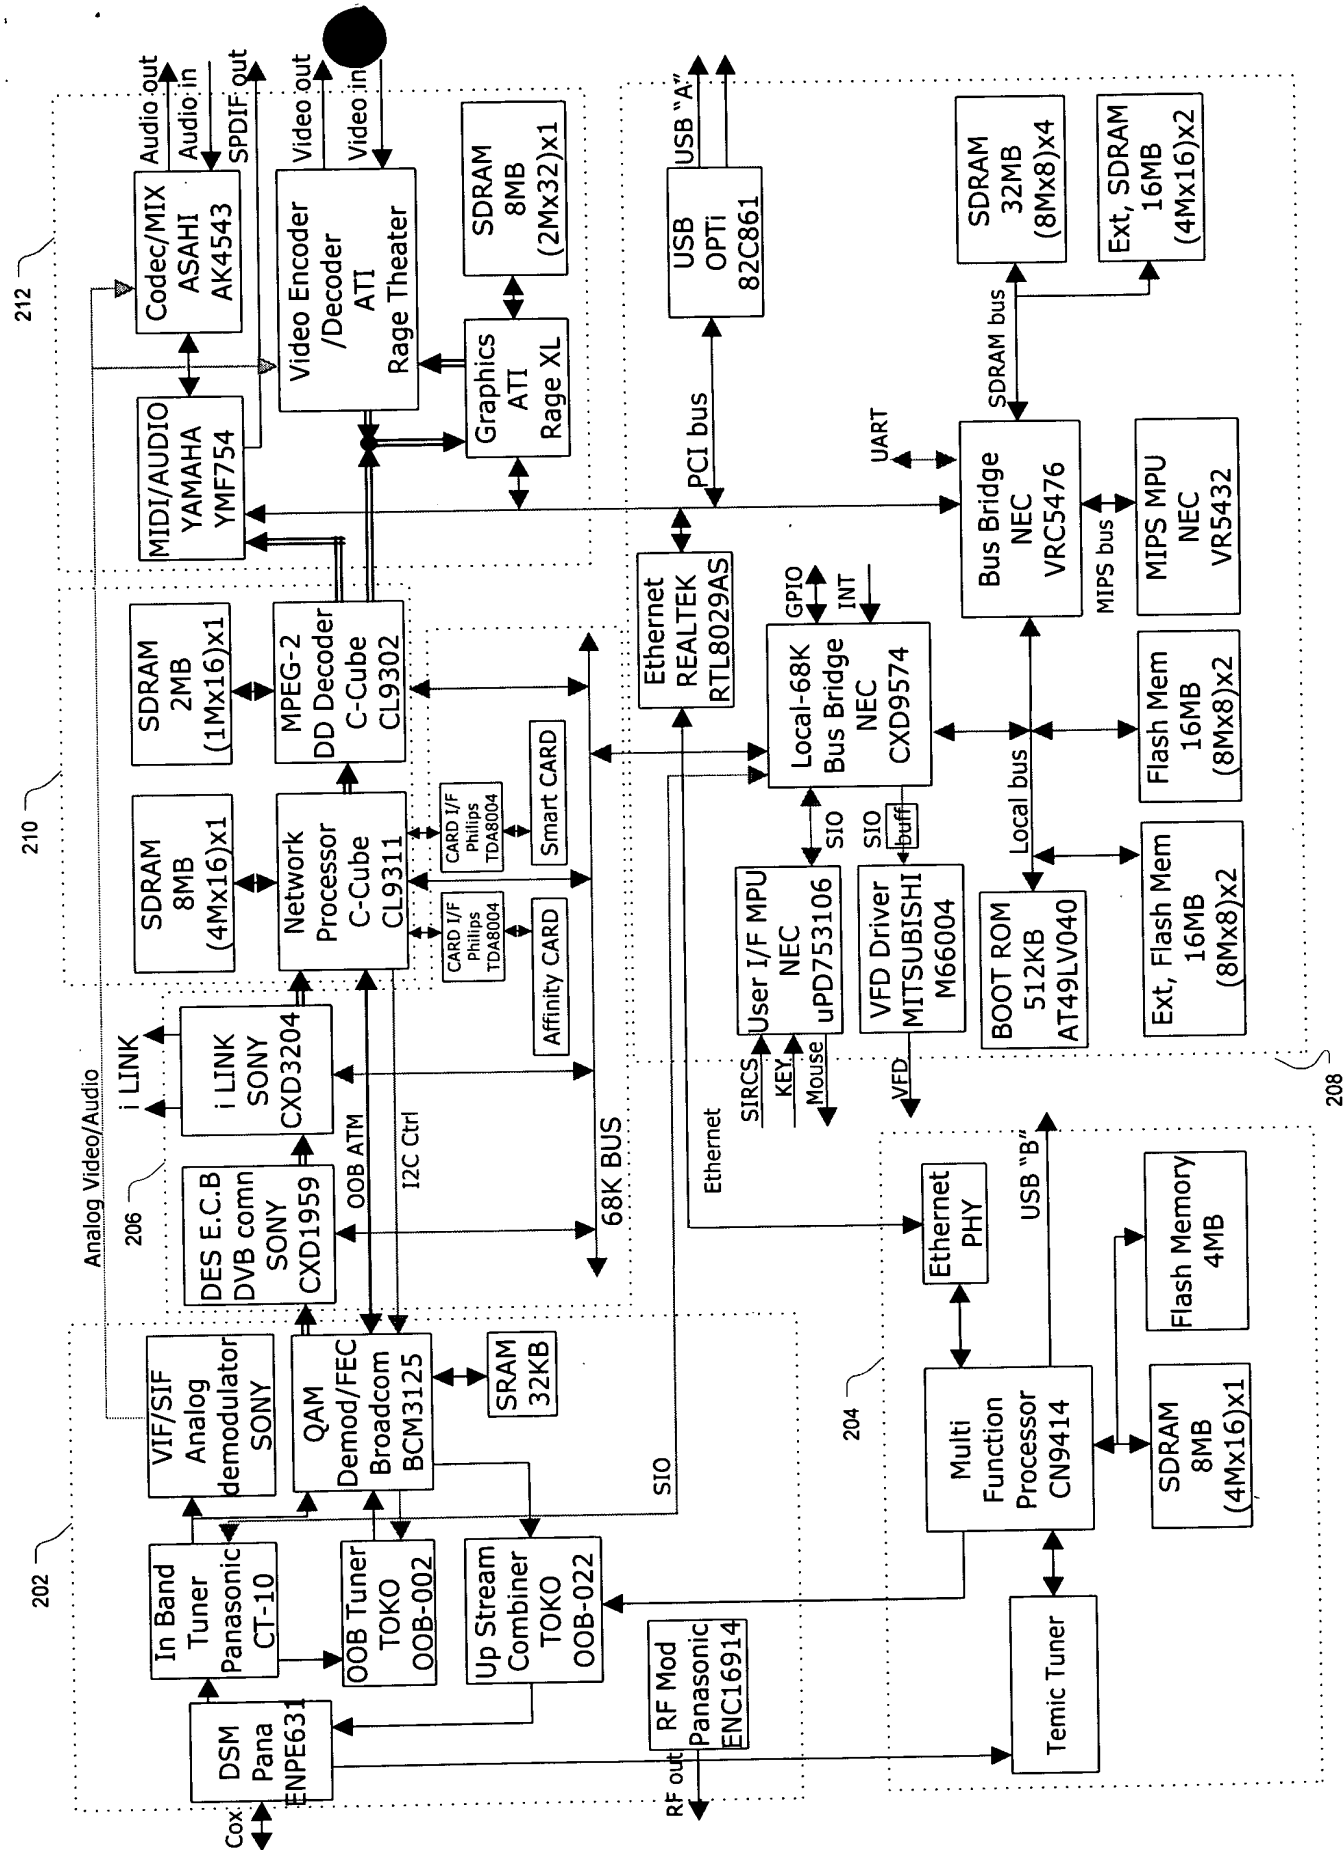 202
Cox
DSM
Pana
ENPE631
In Band
Tuner
Panasonic
CT-10
OOB Tuner
TOKO
OOB-002
Up Stream
Combiner
TOKO
OOB-022
RF out
RF Mod
Panasonic
ENC16914
VIF/SIF
Analog
demodulator
SONY
QAM
Demod/FEC
Broadcom
BCM3125
SRAM
32KB
SIO
Analog Video/Audio
206
DES E.C.B
DVB comn
SONY
CXD1959
i LINK
i LINK
SONY
CXD3204
OOB ATM
I2C Ctrl
68K BUS
210
SDRAM
8MB
(4Mx16)x1
Network
Processor
C-Cube
CL9311
CARD I/F
Philips
TDA8004
Affinity CARD
CARD I/F
Philips
TDA8004
Smart CARD
SDRAM
2MB
(1Mx16)x1
MPEG-2
DD Decoder
C-Cube
CL9302
212
MIDI/AUDIO
YAMAHA
YMF754
Codec/MIX
ASAHI
AK4543
Audio out
Audio in
SPDIF out
Video Encoder
/Decoder
ATI
Rage Theater
Video out
Video in
Graphics
ATI
Rage XL
SDRAM
8MB
(2Mx32)x1
204
Temic Tuner
Multi
Function
Processor
CN9414
Ethernet
PHY
USB "B"
SDRAM
8MB
(4Mx16)x1
Flash Memory
4MB
Ethernet
208
SIRCS
KEY
Mouse
VFD
User I/F MPU
NEC
uPD753106
VFD Driver
MITSUBISHI
M66004
SIO
SIO
buff
Ethernet
REALTEK
RTL8029AS
Local-68K
Bus Bridge
NEC
CXD9574
GPIO
INT
BOOT ROM
512KB
AT49LV040
Local bus
Ext, Flash Mem
16MB
(8Mx8)x2
Flash Mem
16MB
(8Mx8)x2
PCI bus
USB
OPTi
82C861
USB "A"
UART
Bus Bridge
NEC
VRC5476
MIPS bus
MIPS MPU
NEC
VR5432
SDRAM bus
SDRAM
32MB
(8Mx8)x4
Ext, SDRAM
16MB
(4Mx16)x2